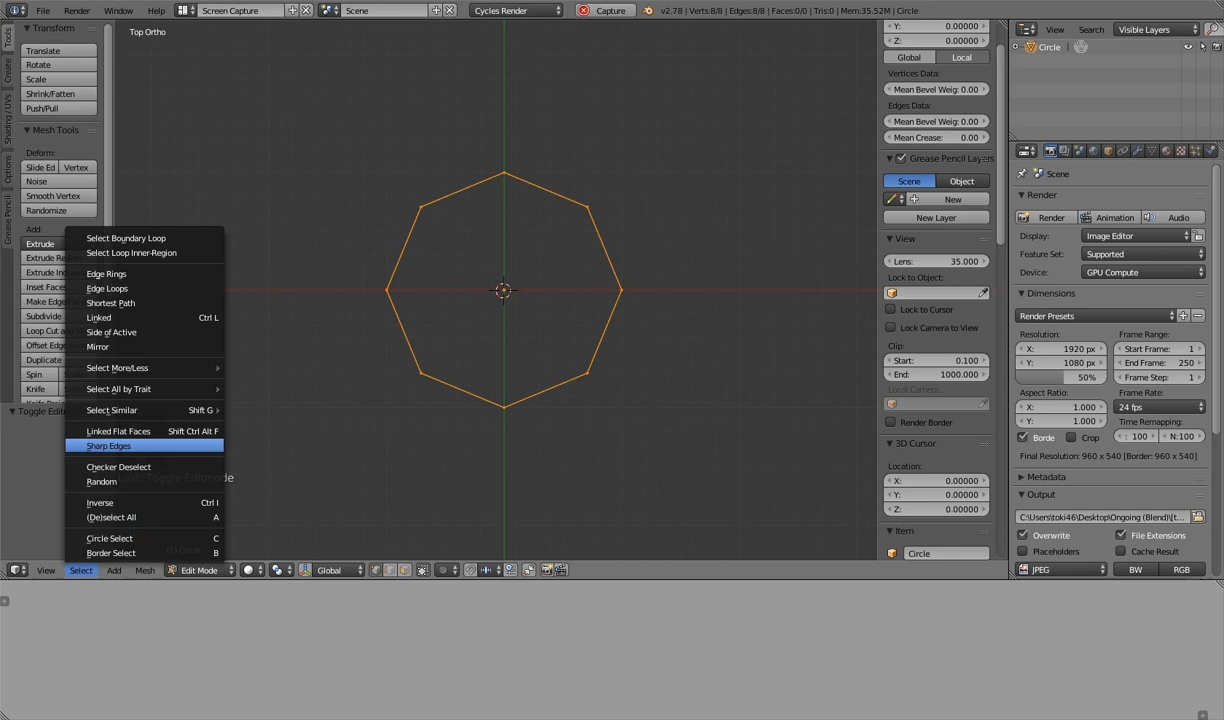 File Render Window Help Screen Capture Scene Cycles Render Capture v2.78 | Verts:8/8 | Edges:8/8 | Faces:0/0 | Tris:0 | Mem:35.52M | Circle
Tools
Create
Shading / UVs
Options
Grease Pencil
Transform
Translate
Rotate
Scale
Shrink/Fatten
Push/Pull
Mesh Tools
Deform:
Slide Ed Vertex
Noise
Smooth Vertex
Randomize
Add:
Extrude
Extrude Re
Extrude In
Inset Faces
Make Edge
Subdivide
Loop Cut a
Offset Edge
Duplicate
Spin
Knife
Toggle Edit
Select Boundary Loop
Select Loop Inner-Region
Edge Rings
Edge Loops
Shortest Path
Linked Ctrl L
Side of Active
Mirror
Select More/Less
Select All by Trait
Select Similar Shift G
Linked Flat Faces Shift Ctrl Alt F
Sharp Edges
Checker Deselect
Random
Inverse Ctrl I
(De)select All A
Circle Select C
Border Select B
Last: Toggle Editmode
View Select Add Mesh Edit Mode Global
Top Ortho
Y: 0.00000
Z: 0.00000
Global Local
Vertices Data:
Mean Bevel Weig: 0.00
Edges Data:
Mean Bevel Weig: 0.00
Mean Crease: 0.00
Grease Pencil Layers
Scene Object
New
New Layer
View
Lens: 35.000
Lock to Object:
Lock to Cursor
Lock Camera to View
Clip:
Start: 0.100
End: 1000.000
Local Camera:
Render Border
3D Cursor
Location:
X: 0.00000
Y: 0.00000
Z: 0.00000
Item
Circle
View Search Visible Layers
Circle
Scene
Render
Render Animation Audio
Display: Image Editor
Feature Set: Supported
Device: GPU Compute
Dimensions
Render Presets
Resolution: Frame Range:
X: 1920 px Start Frame: 1
Y: 1080 px End Frame: 250
50% Frame Step: 1
Aspect Ratio: Frame Rate:
X: 1.000 24 fps
Y: 1.000 Time Remapping:
Borde Crop : 100 N:100
Final Resolution: 960 x 540 [Border: 960 x 540]
Metadata
Output
C:\Users\toki46\Desktop\Ongoing (Blend)\[t...
Overwrite File Extensions
Placeholders Cache Result
JPEG BW RGB